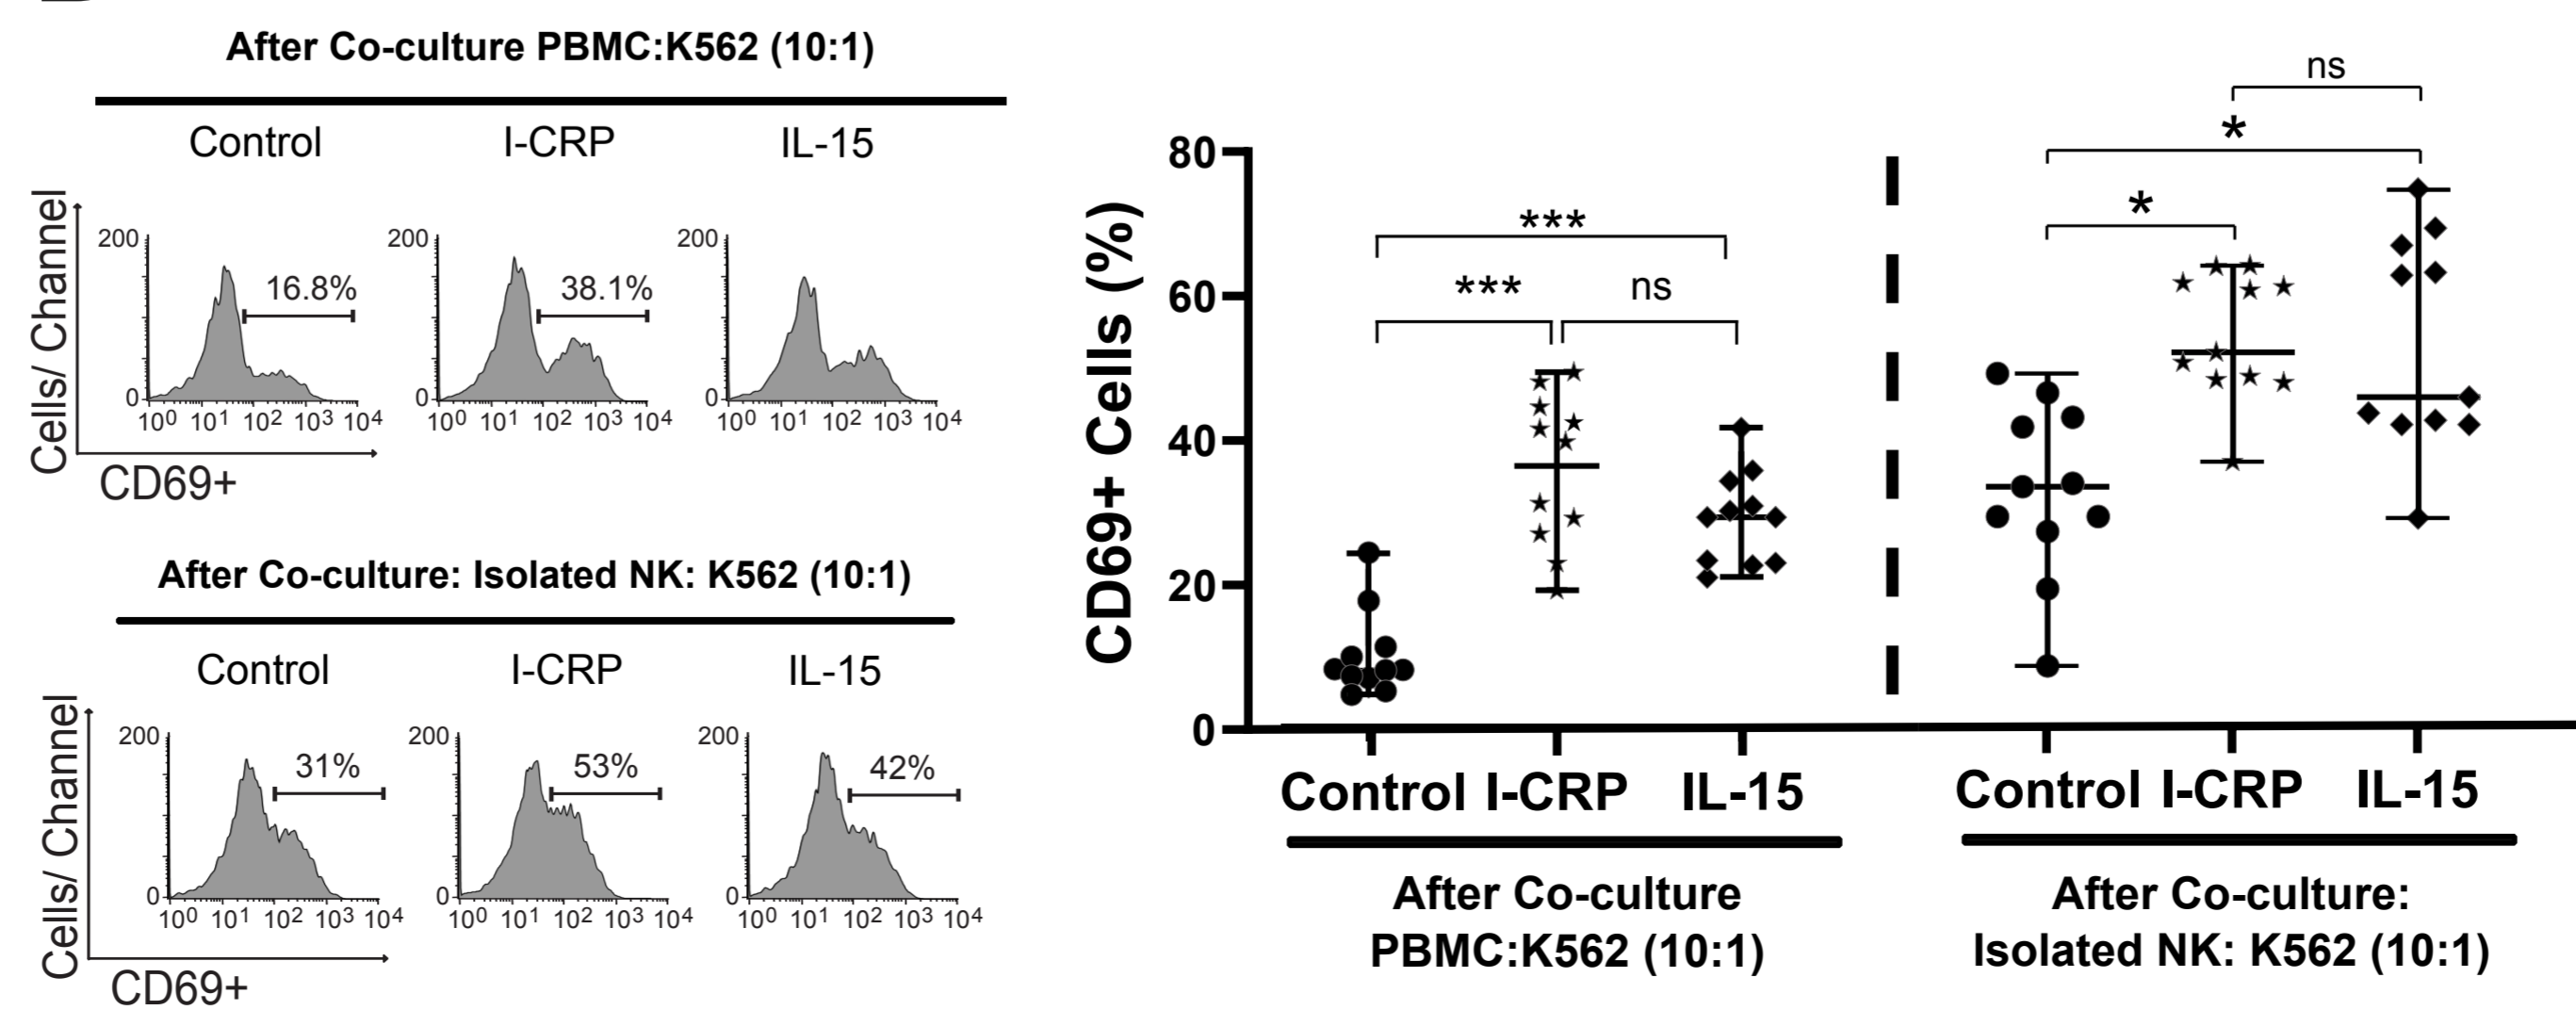 After Co-culture PBMC:K562 (10:1)
Control I-CRP IL-15
Cells/ Channel
200 200 200
16.8% 38.1%
0 0 0
10⁰ 10¹ 10² 10³ 10⁴ 10⁰ 10¹ 10² 10³ 10⁴ 10⁰ 10¹ 10² 10³ 10⁴
CD69+
After Co-culture: Isolated NK: K562 (10:1)
Control I-CRP IL-15
Cells/ Channel
200 200 200
31% 53% 42%
0 0 0
10⁰ 10¹ 10² 10³ 10⁴ 10⁰ 10¹ 10² 10³ 10⁴ 10⁰ 10¹ 10² 10³ 10⁴
CD69+
CD69+ Cells (%)
80
60
40
20
0
***
*** ns
ns
*
*
Control I-CRP IL-15 Control I-CRP IL-15
After Co-culture
PBMC:K562 (10:1)
After Co-culture:
Isolated NK: K562 (10:1)